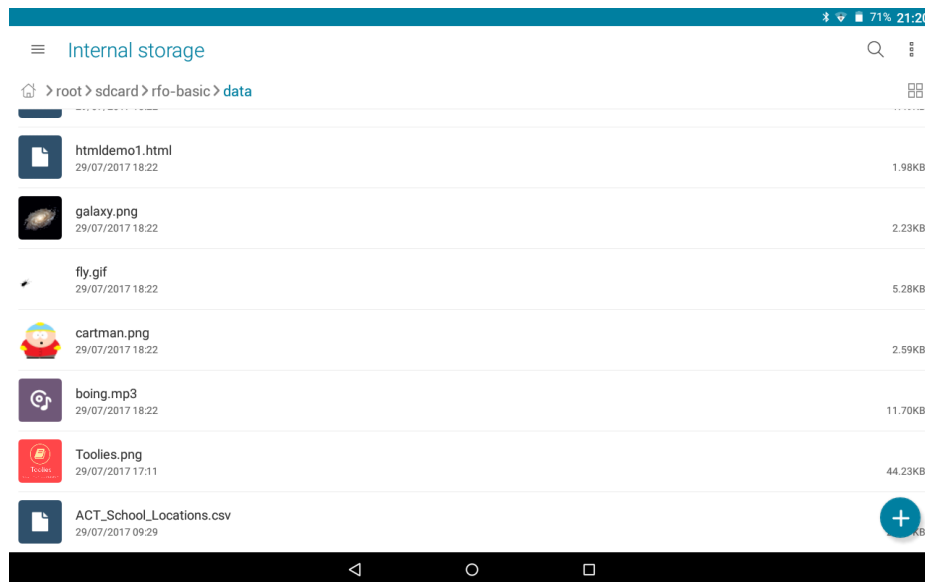 71% 21:20
Internal storage
root > sdcard > rfo-basic > data
htmldemo1.html
29/07/2017 18:22
1.98KB
galaxy.png
29/07/2017 18:22
2.23KB
fly.gif
29/07/2017 18:22
5.28KB
cartman.png
29/07/2017 18:22
2.59KB
boing.mp3
29/07/2017 18:22
11.70KB
Toolies.png
29/07/2017 17:11
44.23KB
Toolies
ACT_School_Locations.csv
29/07/2017 09:29